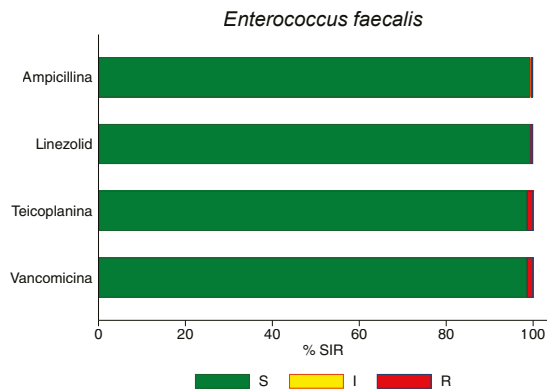 Enterococcus faecalis
Ampicillina
Linezolid
Teicoplanina
Vancomicina
0 20 40 60 80 100
% SIR
S I R